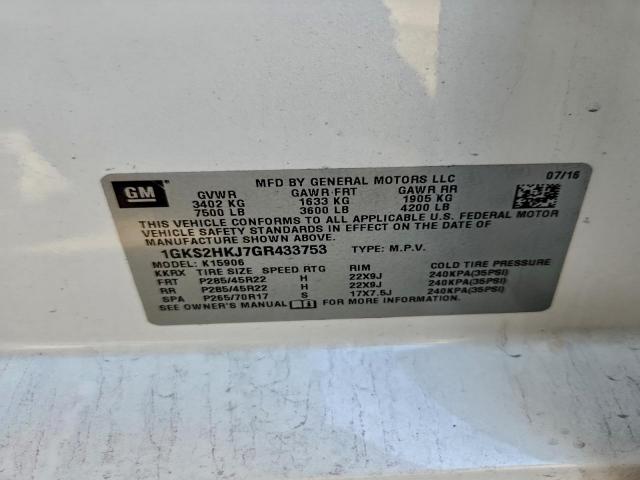 GM
MFD BY GENERAL MOTORS LLC 07/16
GVWR GAWR FRT GAWR RR
3402 KG 1633 KG 1905 KG
7500 LB 3600 LB 4200 LB
THIS VEHICLE CONFORMS TO ALL APPLICABLE U.S. FEDERAL MOTOR
VEHICLE SAFETY STANDARDS IN EFFECT ON THE DATE OF
MANUFACTURE SHOWN ABOVE.
1GKS2HKJ7GR433753 TYPE: M.P.V.
MODEL: K15906
KKRX TIRE SIZE SPEED RTG RIM COLD TIRE PRESSURE
FRT P285/45R22 H 22X9J 240KPA(35PSI)
RR P285/45R22 H 22X9J 240KPA(35PSI)
SPA P265/70R17 S 17X7.5J 240KPA(35PSI)
SEE OWNER'S MANUAL FOR MORE INFORMATION.